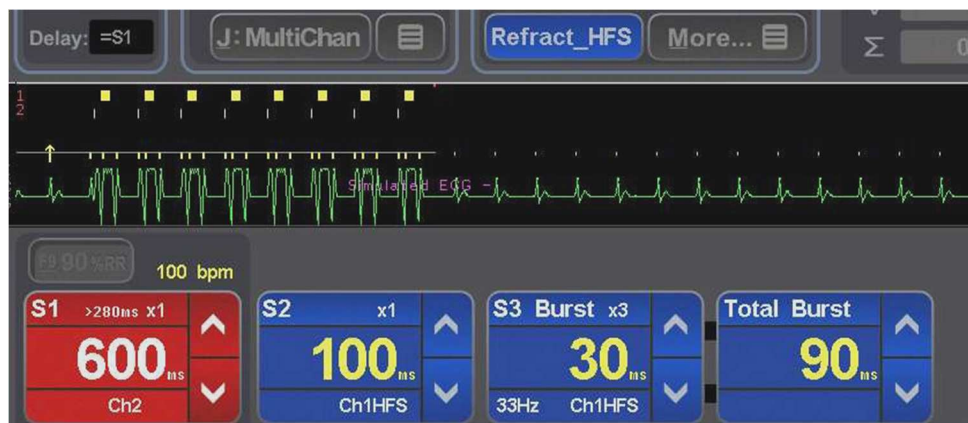 Delay: =S1
J: MultiChan
Refract_HFS
More...
Σ 0
1
2
Simulated ECG -
F9 90%RR
100 bpm
S1 >280ms x1
600ms
Ch2
S2 x1
100ms
Ch1HFS
S3 Burst x3
30ms
33Hz Ch1HFS
Total Burst
90ms